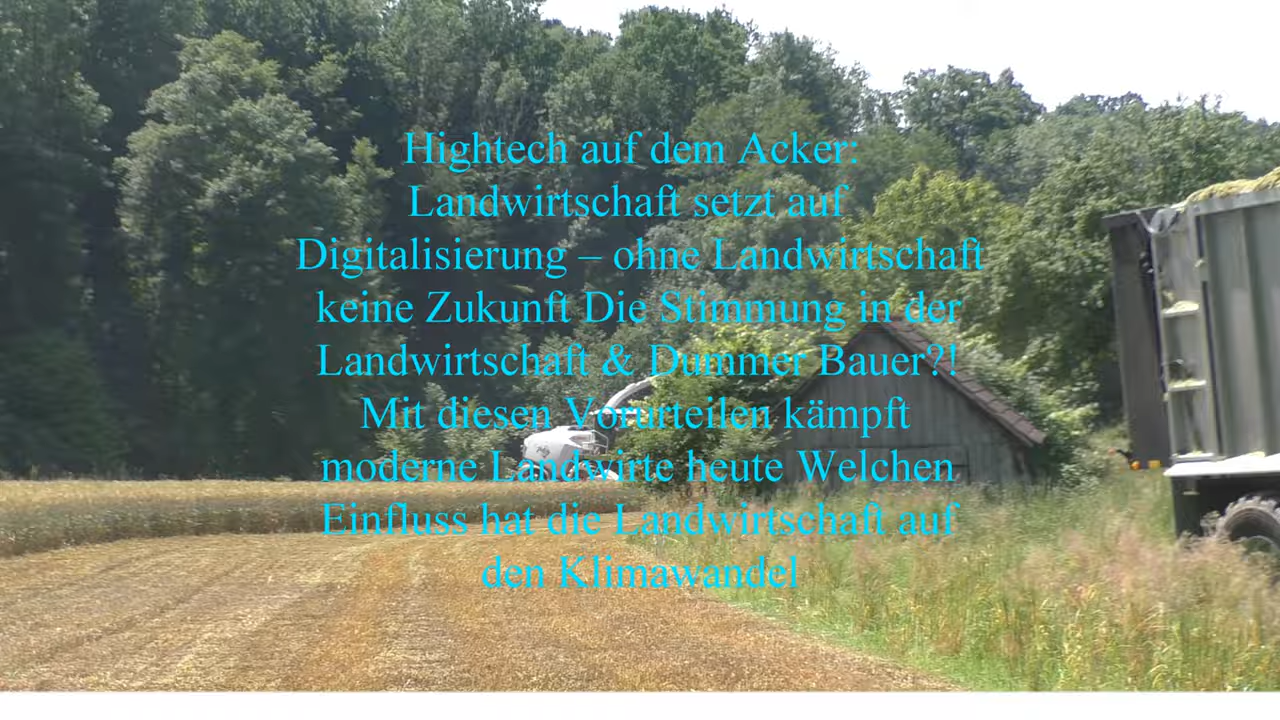 Hightech auf dem Acker:
Landwirtschaft setzt auf
Digitalisierung – ohne Landwirtschaft
keine Zukunft Die Stimmung in der
Landwirtschaft & Dummer Bauer?!
Mit diesen Vorurteilen kämpft
moderne Landwirte heute Welchen
Einfluss hat die Landwirtschaft auf
den Klimawandel